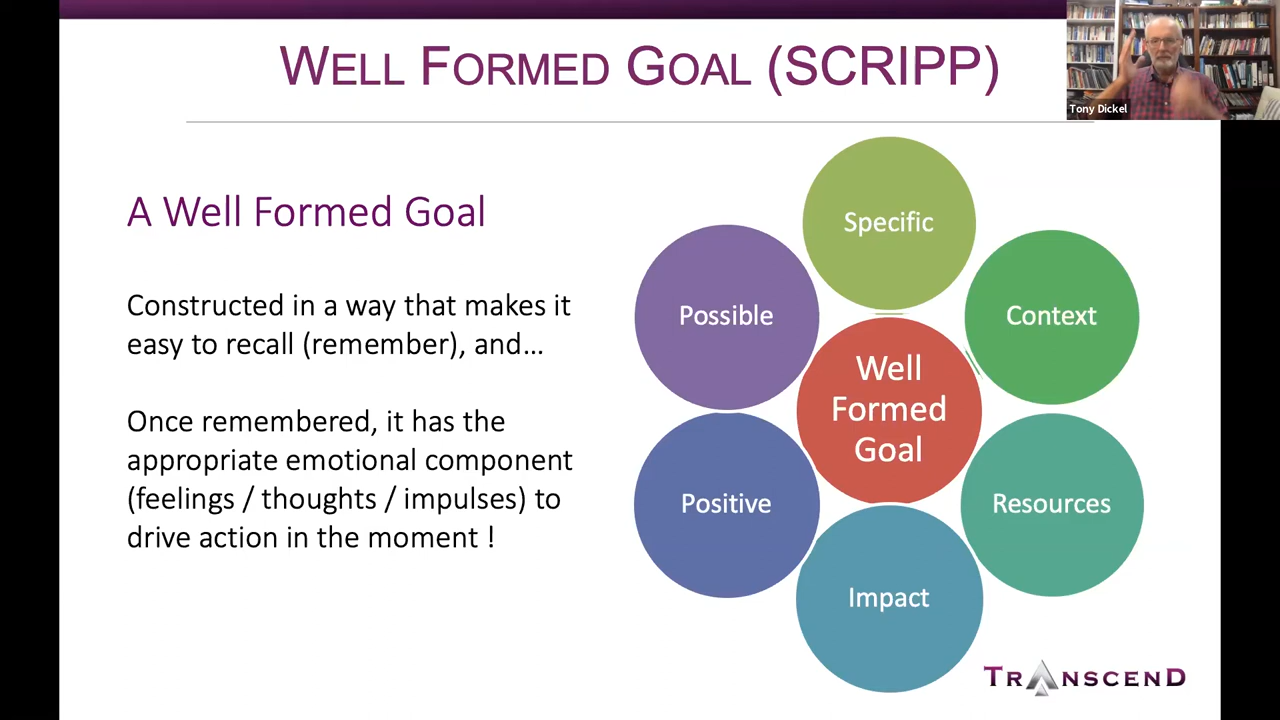 WELL FORMED GOAL (SCRIPP)
Tony Dickel
A Well Formed Goal
Constructed in a way that makes it
easy to recall (remember), and…
Once remembered, it has the
appropriate emotional component
(feelings / thoughts / impulses) to
drive action in the moment !
Specific
Context
Resources
Impact
Positive
Possible
Well
Formed
Goal
TRANSCEND